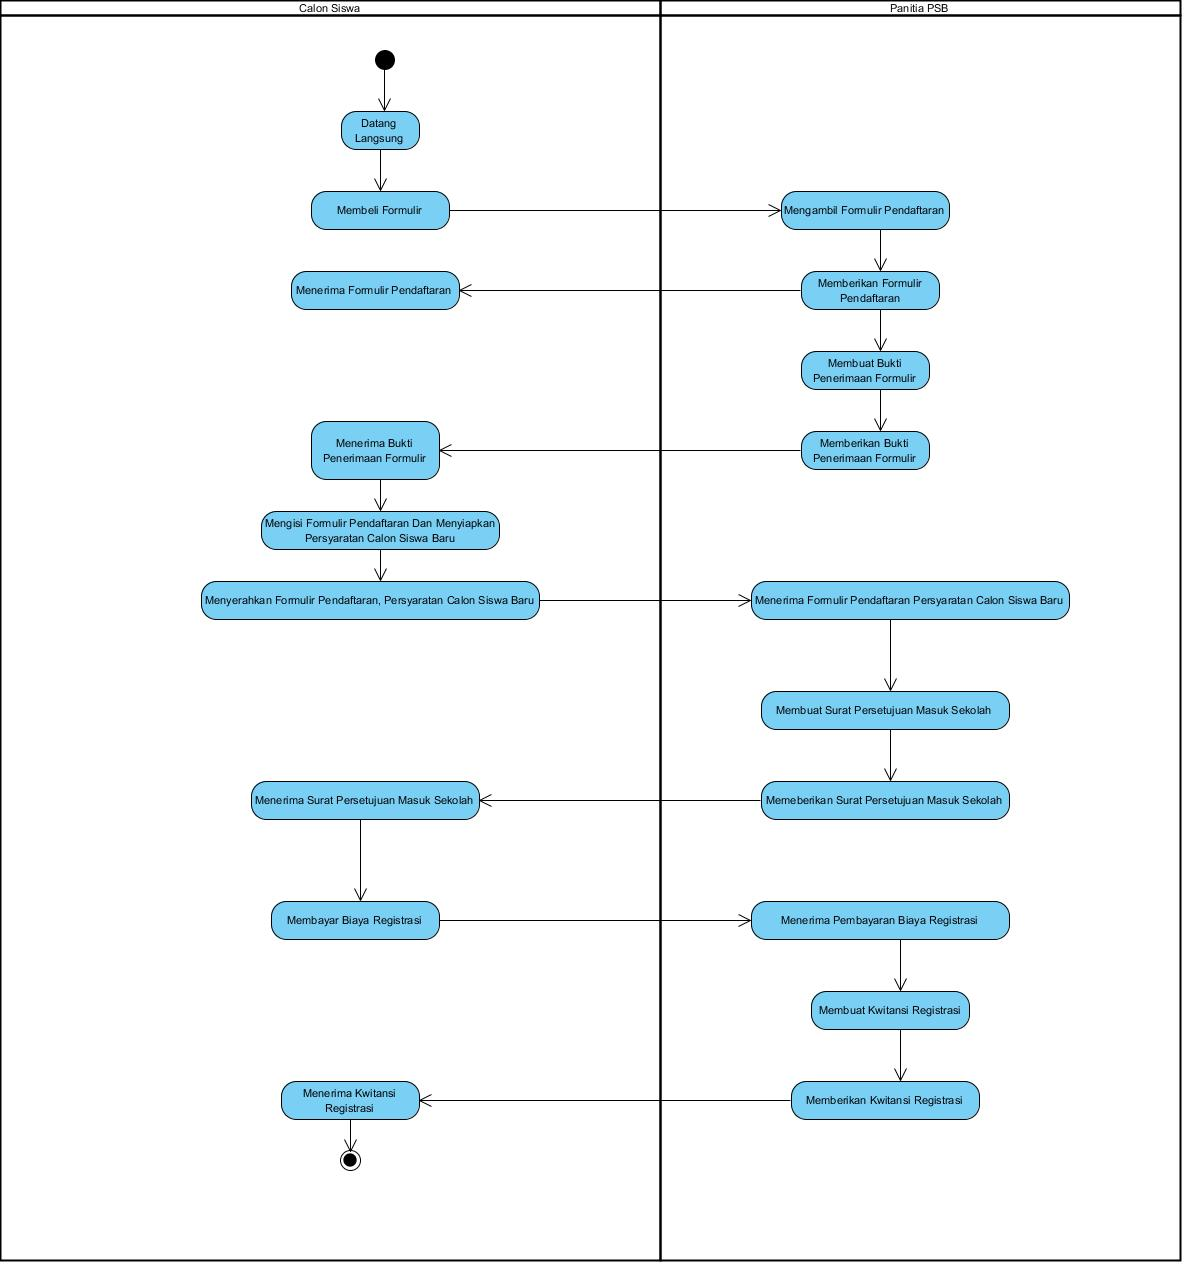 Calon Siswa
Panitia PSB
Datang
Langsung
Membeli Formulir
Mengambil Formulir Pendaftaran
Menerima Formulir Pendaftaran
Memberikan Formulir
Pendaftaran
Membuat Bukti
Penerimaan Formulir
Menerima Bukti
Penerimaan Formulir
Memberikan Bukti
Penerimaan Formulir
Mengisi Formulir Pendaftaran Dan Menyiapkan
Persyaratan Calon Siswa Baru
Menyerahkan Formulir Pendaftaran, Persyaratan Calon Siswa Baru
Menerima Formulir Pendaftaran Persyaratan Calon Siswa Baru
Membuat Surat Persetujuan Masuk Sekolah
Menerima Surat Persetujuan Masuk Sekolah
Memeberikan Surat Persetujuan Masuk Sekolah
Membayar Biaya Registrasi
Menerima Pembayaran Biaya Registrasi
Membuat Kwitansi Registrasi
Menerima Kwitansi
Registrasi
Memberikan Kwitansi Registrasi